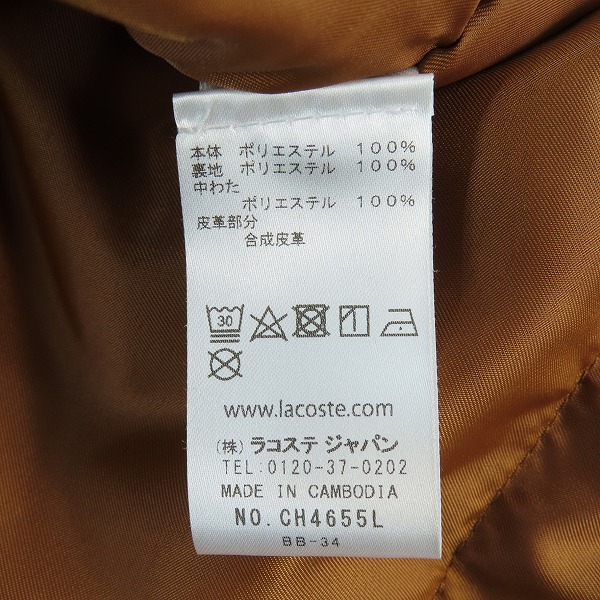 本体 ポリエステル 100%
裏地 ポリエステル 100%
中わた
ポリエステル 100%
皮革部分
合成皮革
30
www.lacoste.com
(株) ラコステ ジャパン
TEL:0120-37-0202
MADE IN CAMBODIA
NO. CH4655L
BB-34